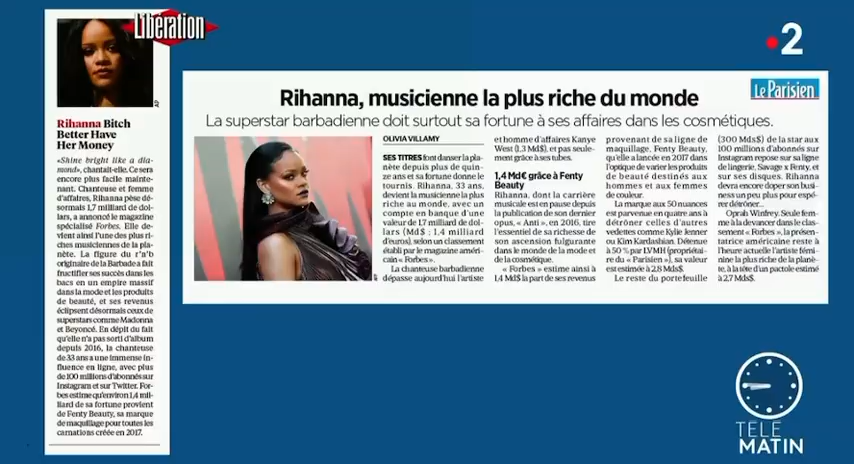 Libération
Rihanna Bitch
Better Have
Her Money
«Shine bright like a dia-
mond», chantait-elle. Ce sera
encore plus facile mainte-
nant. Chanteuse et femme
d'affaires, Rihanna pèse dé-
sormais 1,7 milliard de dol-
lars, a annoncé le magazine
spécialisé Forbes. Elle de-
vient ainsi l'une des plus ri-
ches musiciennes de la pla-
nète. La figure du r'n'b
originaire de la Barbade a fait
fructifier ses succès dans les
bacs en un empire massif
dans la mode et les produits
de beauté, et ses revenus
éclipsent désormais ceux de
superstars comme Madonna
et Beyoncé. En dépit du fait
qu'elle n'a pas sorti d'album
depuis 2016, la chanteuse
de 33 ans a une immense in-
fluence en ligne, avec plus
de 100 millions d'abonnés sur
Instagram et sur Twitter. For-
bes estime qu'environ 1,4 mil-
liard de sa fortune provient
de Fenty Beauty, sa marque
de maquillage pour toutes les
carnations créée en 2017.
2
Le Parisien
Rihanna, musicienne la plus riche du monde
La superstar barbadienne doit surtout sa fortune à ses affaires dans les cosmétiques.
OLIVIA VILLAMY
SES TITRES font danser la pla-
nète depuis plus de quin-
ze ans et sa fortune donne le
tournis. Rihanna, 33 ans,
devient la musicienne la plus
riche au monde, avec un
compte en banque d'une
valeur de 1,7 milliard de dol-
lars (Md$ ; 1,4 milliard
d'euros), selon un classement
établi par le magazine améri-
cain « Forbes ».
La chanteuse barbadienne
dépasse aujourd'hui l'artiste
et homme d'affaires Kanye
West (1,3 Md$), et pas seule-
ment grâce à ses tubes.
1,4 Md€ grâce à Fenty
Beauty
Rihanna, dont la carrière
musicale est en pause depuis
la publication de son dernier
opus, « Anti », en 2016, tire
l'essentiel de sa richesse de
son ascension fulgurante
dans le monde de la mode et
de la cosmétique.
« Forbes » estime ainsi à
1,4 Md$ la part de ses revenus
provenant de sa ligne de
maquillage, Fenty Beauty,
qu'elle a lancée en 2017 dans
l'optique de varier les produits
de beauté destinés aux
hommes et aux femmes
de couleur.
La marque aux 50 nuances
est parvenue en quatre ans à
détrôner celles d'autres
vedettes comme Kylie Jenner
ou Kim Kardashian. Détenue
à 50 % par LVMH (propriétai-
re du « Parisien »), sa valeur
est estimée à 2,8 Mds$.
Le reste du portefeuille
(300 Mds$) de la star aux
100 millions d'abonnés sur
Instagram repose sur sa ligne
de lingerie, Savage x Fenty, et
sur ses disques. Rihanna
devra encore doper son busi-
ness un peu plus pour espé-
rer détrôner...
Oprah Winfrey. Seule fem-
me à la devancer dans le clas-
sement « Forbes », la présen-
tatrice américaine reste à
l'heure actuelle l'artiste fémi-
nine la plus riche de la planè-
te, à la tête d'un pactole estimé
à 2,7 Mds$.
TELE
MATIN